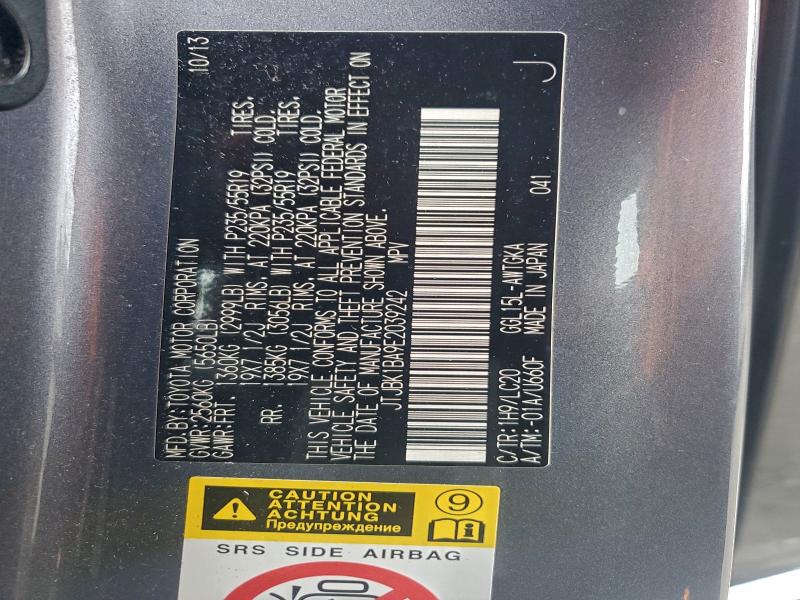 MFD. BY: TOYOTA MOTOR CORPORATION 10/13
GVWR: 2560KG (5650LB)
GAWR: FRT. 1360KG (2999LB) WITH P235/55R19 TIRES.
19X7 1/2J RIMS. AT 220KPA (32PSI) COLD.
RR. 1385KG (3056LB) WITH P235/55R19 TIRES.
19X7 1/2J RIMS. AT 220KPA (32PSI) COLD.
THIS VEHICLE CONFORMS TO ALL APPLICABLE FEDERAL MOTOR
VEHICLE SAFETY AND THEFT PREVENTION STANDARDS IN EFFECT ON
THE DATE OF MANUFACTURE SHOWN ABOVE.
JTJBK1BA9E2039242 MPV
C/TR: 1H9/LC20 GGL15L-AWTGKA 041
A/TM: -01A/U660F MADE IN JAPAN J
CAUTION
ATTENTION
ACHTUNG
Предупреждение
9
i
SRS SIDE AIRBAG